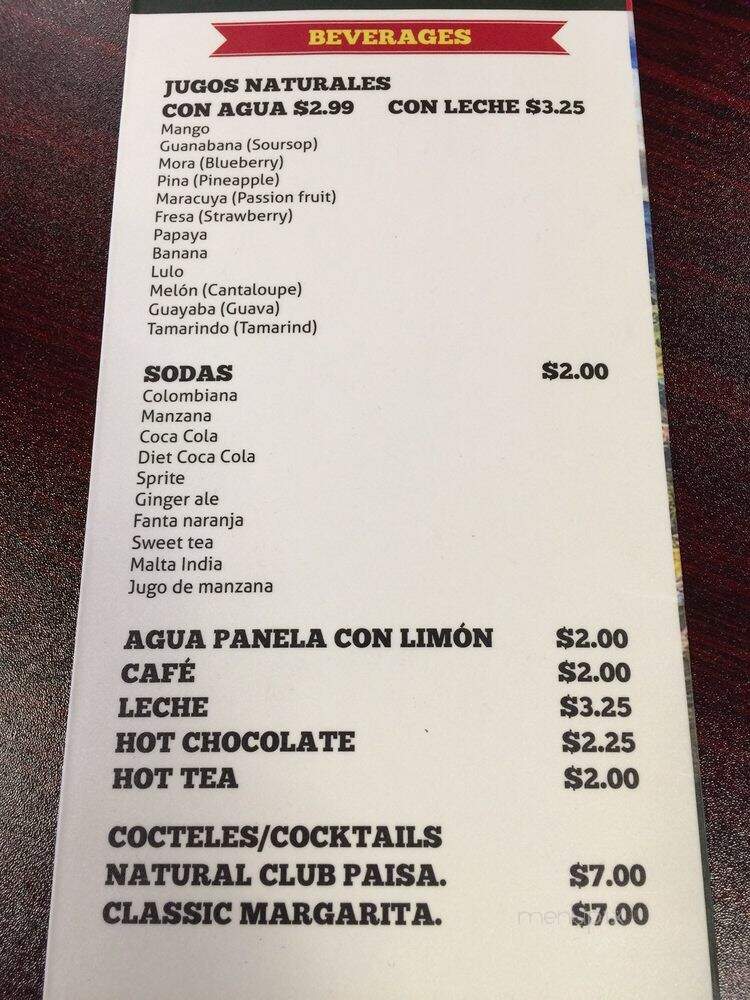 BEVERAGES
JUGOS NATURALES
CON AGUA $2.99 CON LECHE $3.25
Mango
Guanabana (Soursop)
Mora (Blueberry)
Pina (Pineapple)
Maracuya (Passion fruit)
Fresa (Strawberry)
Papaya
Banana
Lulo
Melón (Cantaloupe)
Guayaba (Guava)
Tamarindo (Tamarind)
SODAS $2.00
Colombiana
Manzana
Coca Cola
Diet Coca Cola
Sprite
Ginger ale
Fanta naranja
Sweet tea
Malta India
Jugo de manzana
AGUA PANELA CON LIMÓN $2.00
CAFÉ $2.00
LECHE $3.25
HOT CHOCOLATE $2.25
HOT TEA $2.00
COCTELES/COCKTAILS
NATURAL CLUB PAISA. $7.00
CLASSIC MARGARITA. $7.00